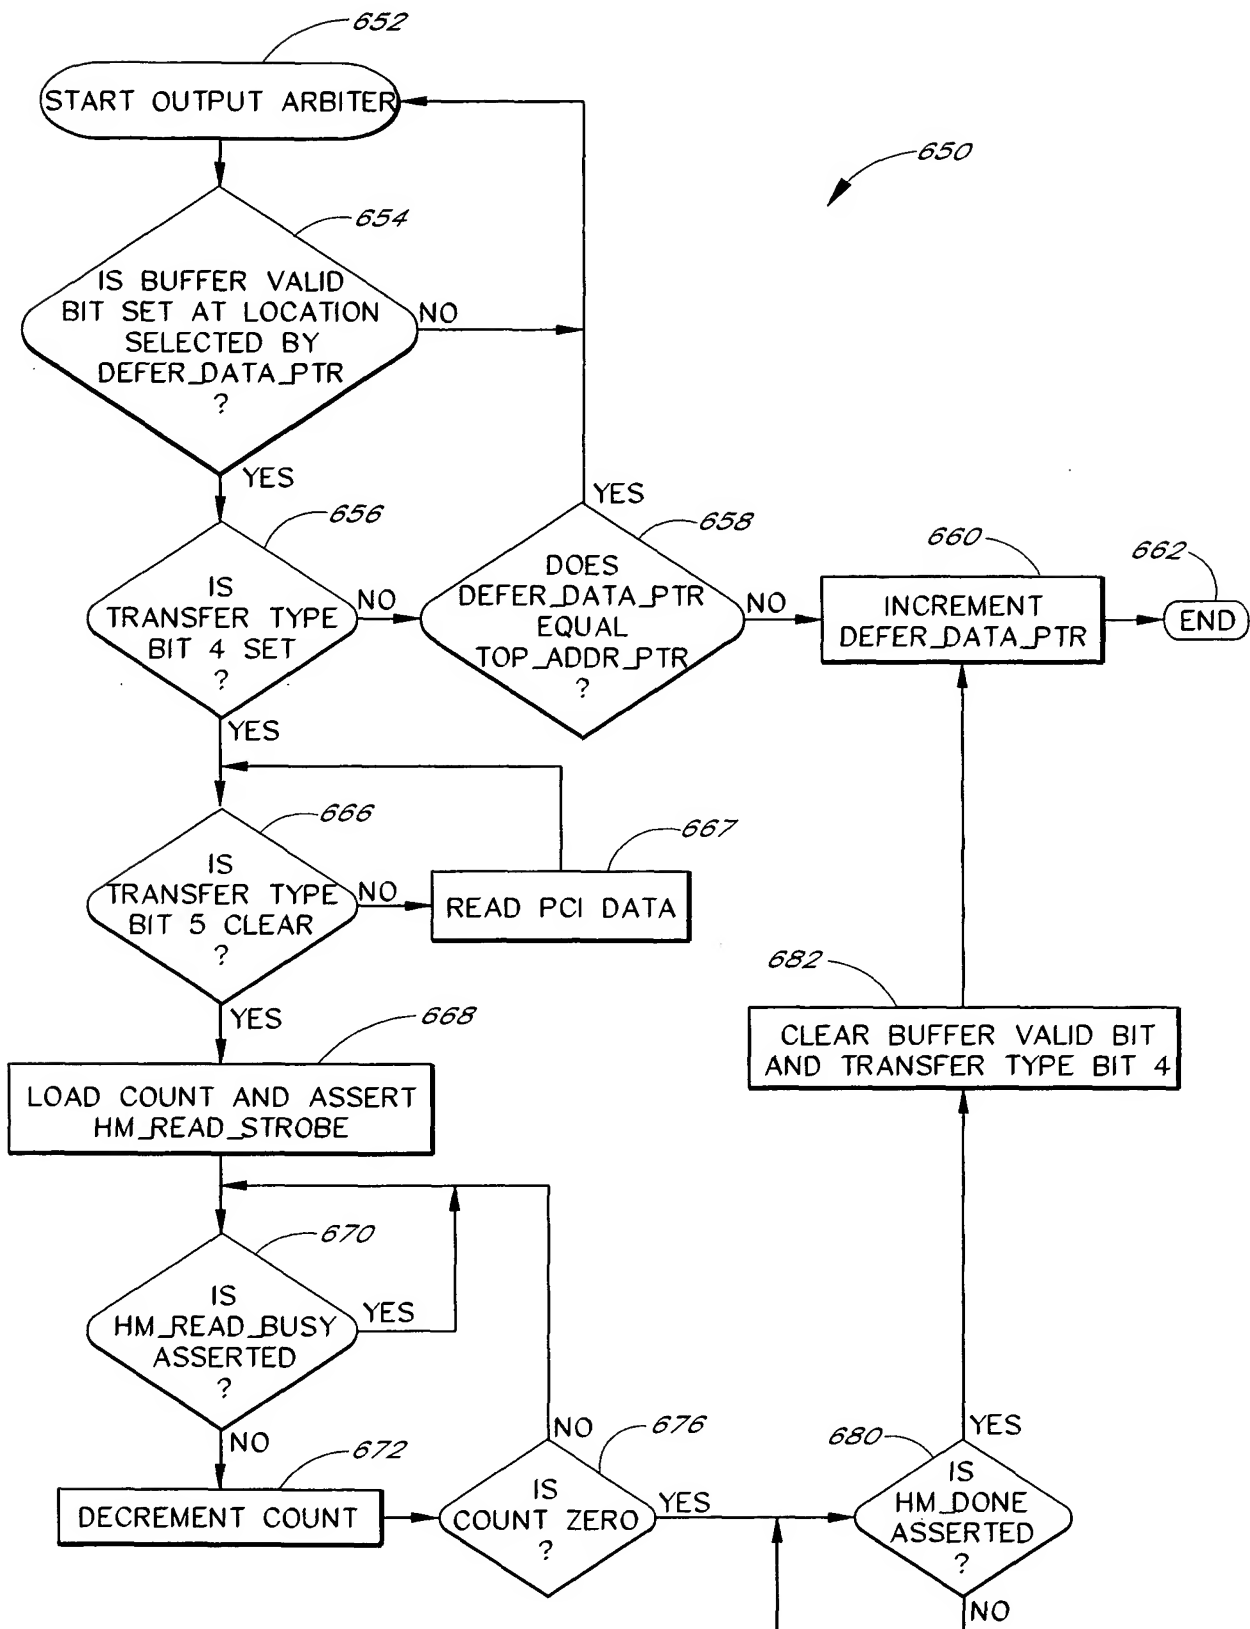 652
START OUTPUT ARBITER
650
654
IS BUFFER VALID
BIT SET AT LOCATION
SELECTED BY
DEFER_DATA_PTR
?
NO
YES
656
IS
TRANSFER TYPE
BIT 4 SET
?
NO
YES
YES
658
DOES
DEFER_DATA_PTR
EQUAL
TOP_ADDR_PTR
?
NO
660
INCREMENT
DEFER_DATA_PTR
662
END
666
IS
TRANSFER TYPE
BIT 5 CLEAR
?
NO
YES
667
READ PCI DATA
668
LOAD COUNT AND ASSERT
HM_READ_STROBE
682
CLEAR BUFFER VALID BIT
AND TRANSFER TYPE BIT 4
670
IS
HM_READ_BUSY
ASSERTED
?
YES
NO
672
DECREMENT COUNT
NO
676
IS
COUNT ZERO
?
YES
YES
680
IS
HM_DONE
ASSERTED
?
NO